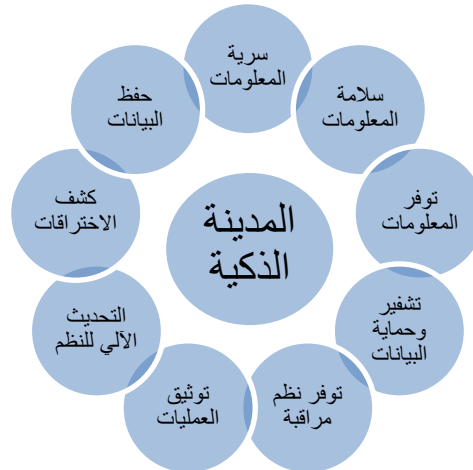 سرية
المعلومات
سلامة
المعلومات
توفر
المعلومات
تشفير
وحماية
البيانات
توفر نظم
مراقبة
توثيق
العمليات
التحديث
الآلي للنظم
كشف
الاختراقات
حفظ
البيانات
المدينة
الذكية